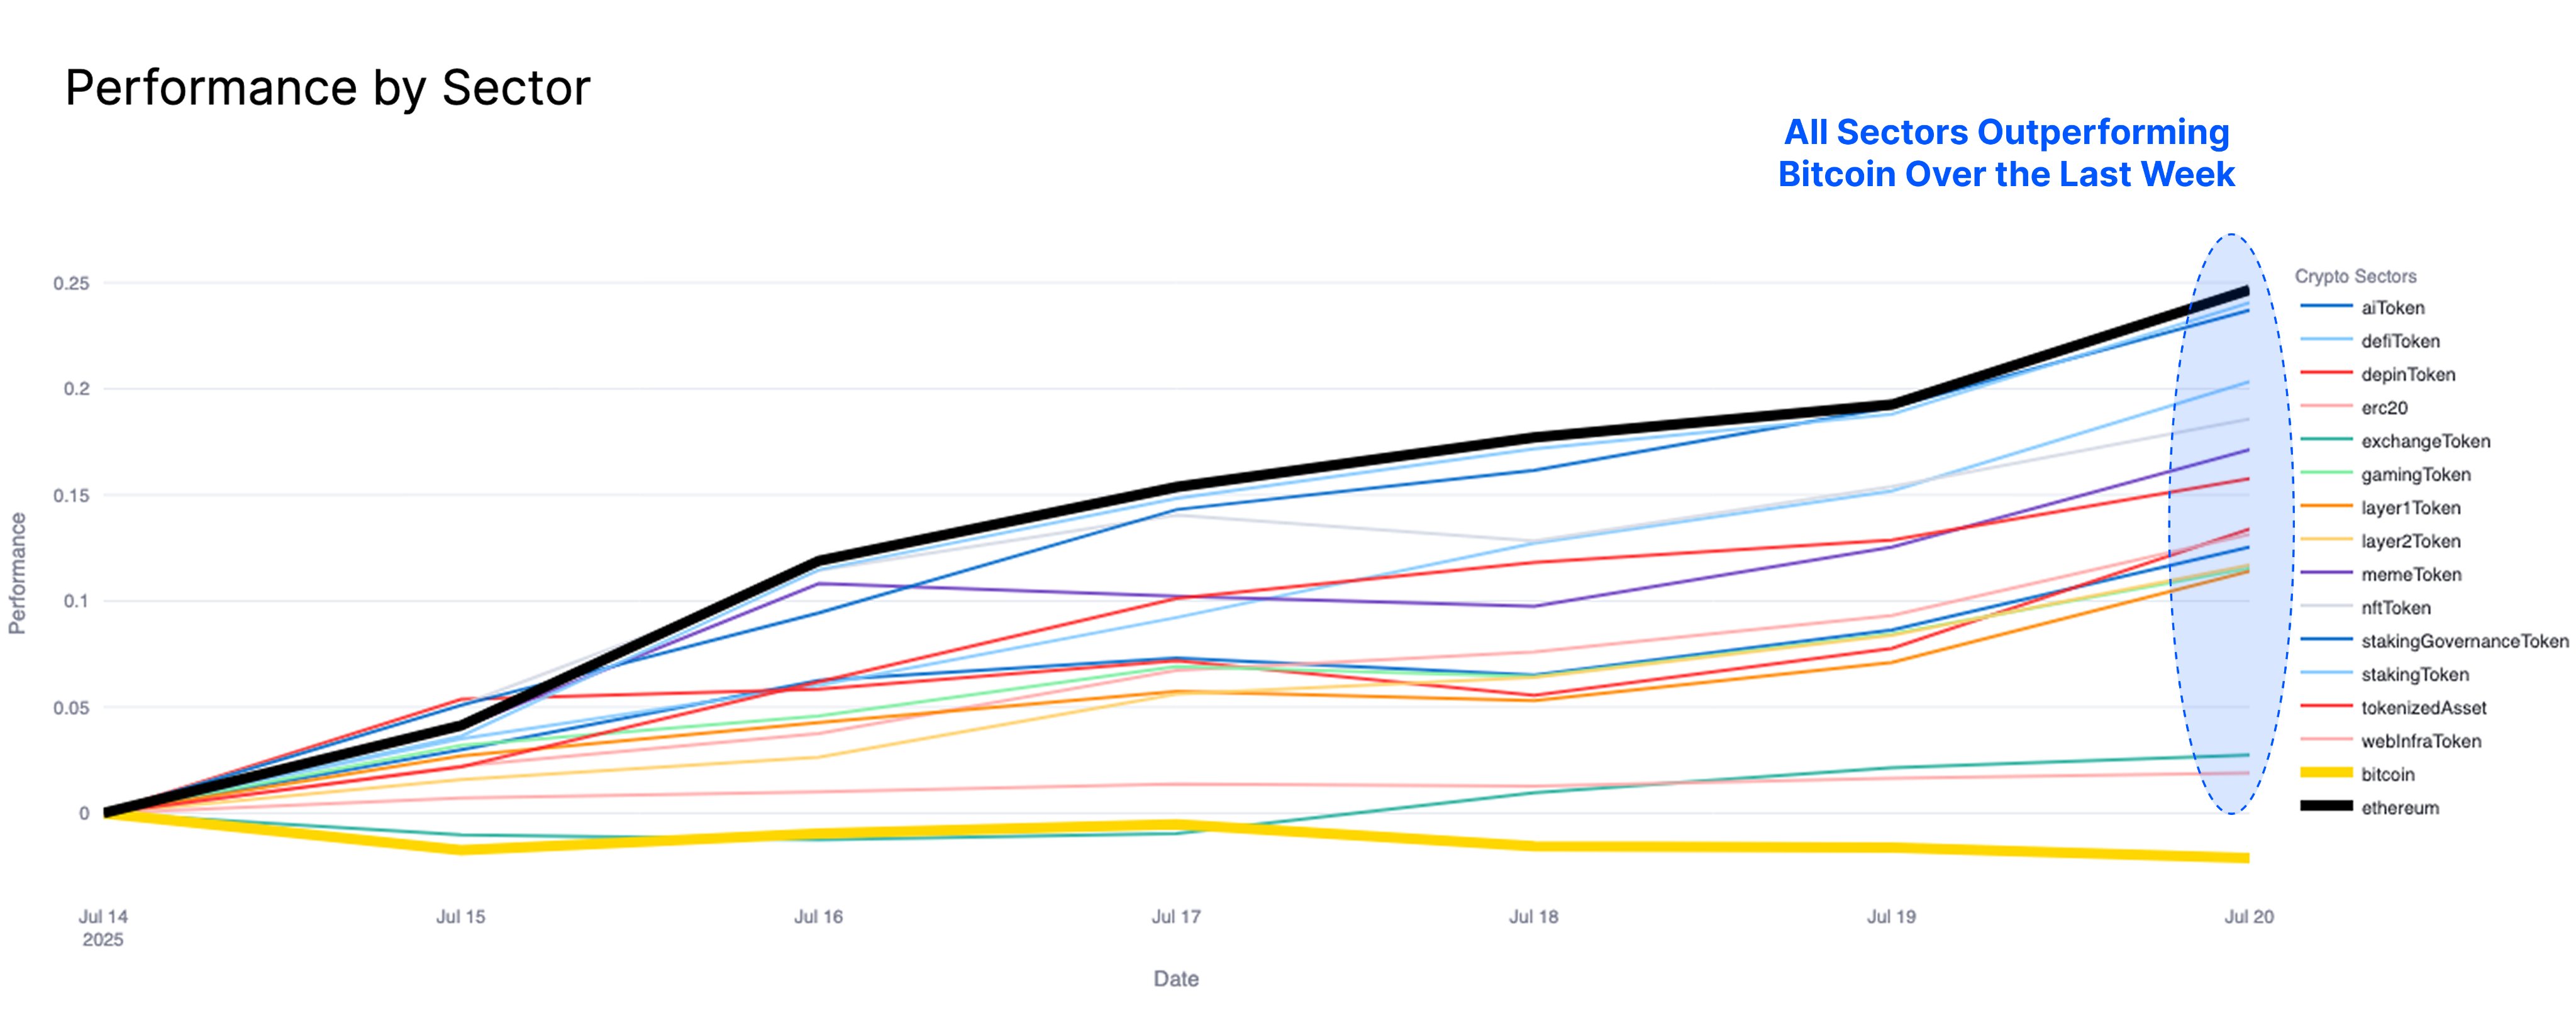 Performance by Sector
All Sectors Outperforming
Bitcoin Over the Last Week
Performance
0.25
0.2
0.15
0.1
0.05
0
Jul 14
2025
Jul 15
Jul 16
Jul 17
Jul 18
Jul 19
Jul 20
Date
Crypto Sectors
aiToken
defiToken
depinToken
erc20
exchangeToken
gamingToken
layer1Token
layer2Token
memeToken
nftToken
stakingGovernanceToken
stakingToken
tokenizedAsset
webInfraToken
bitcoin
ethereum